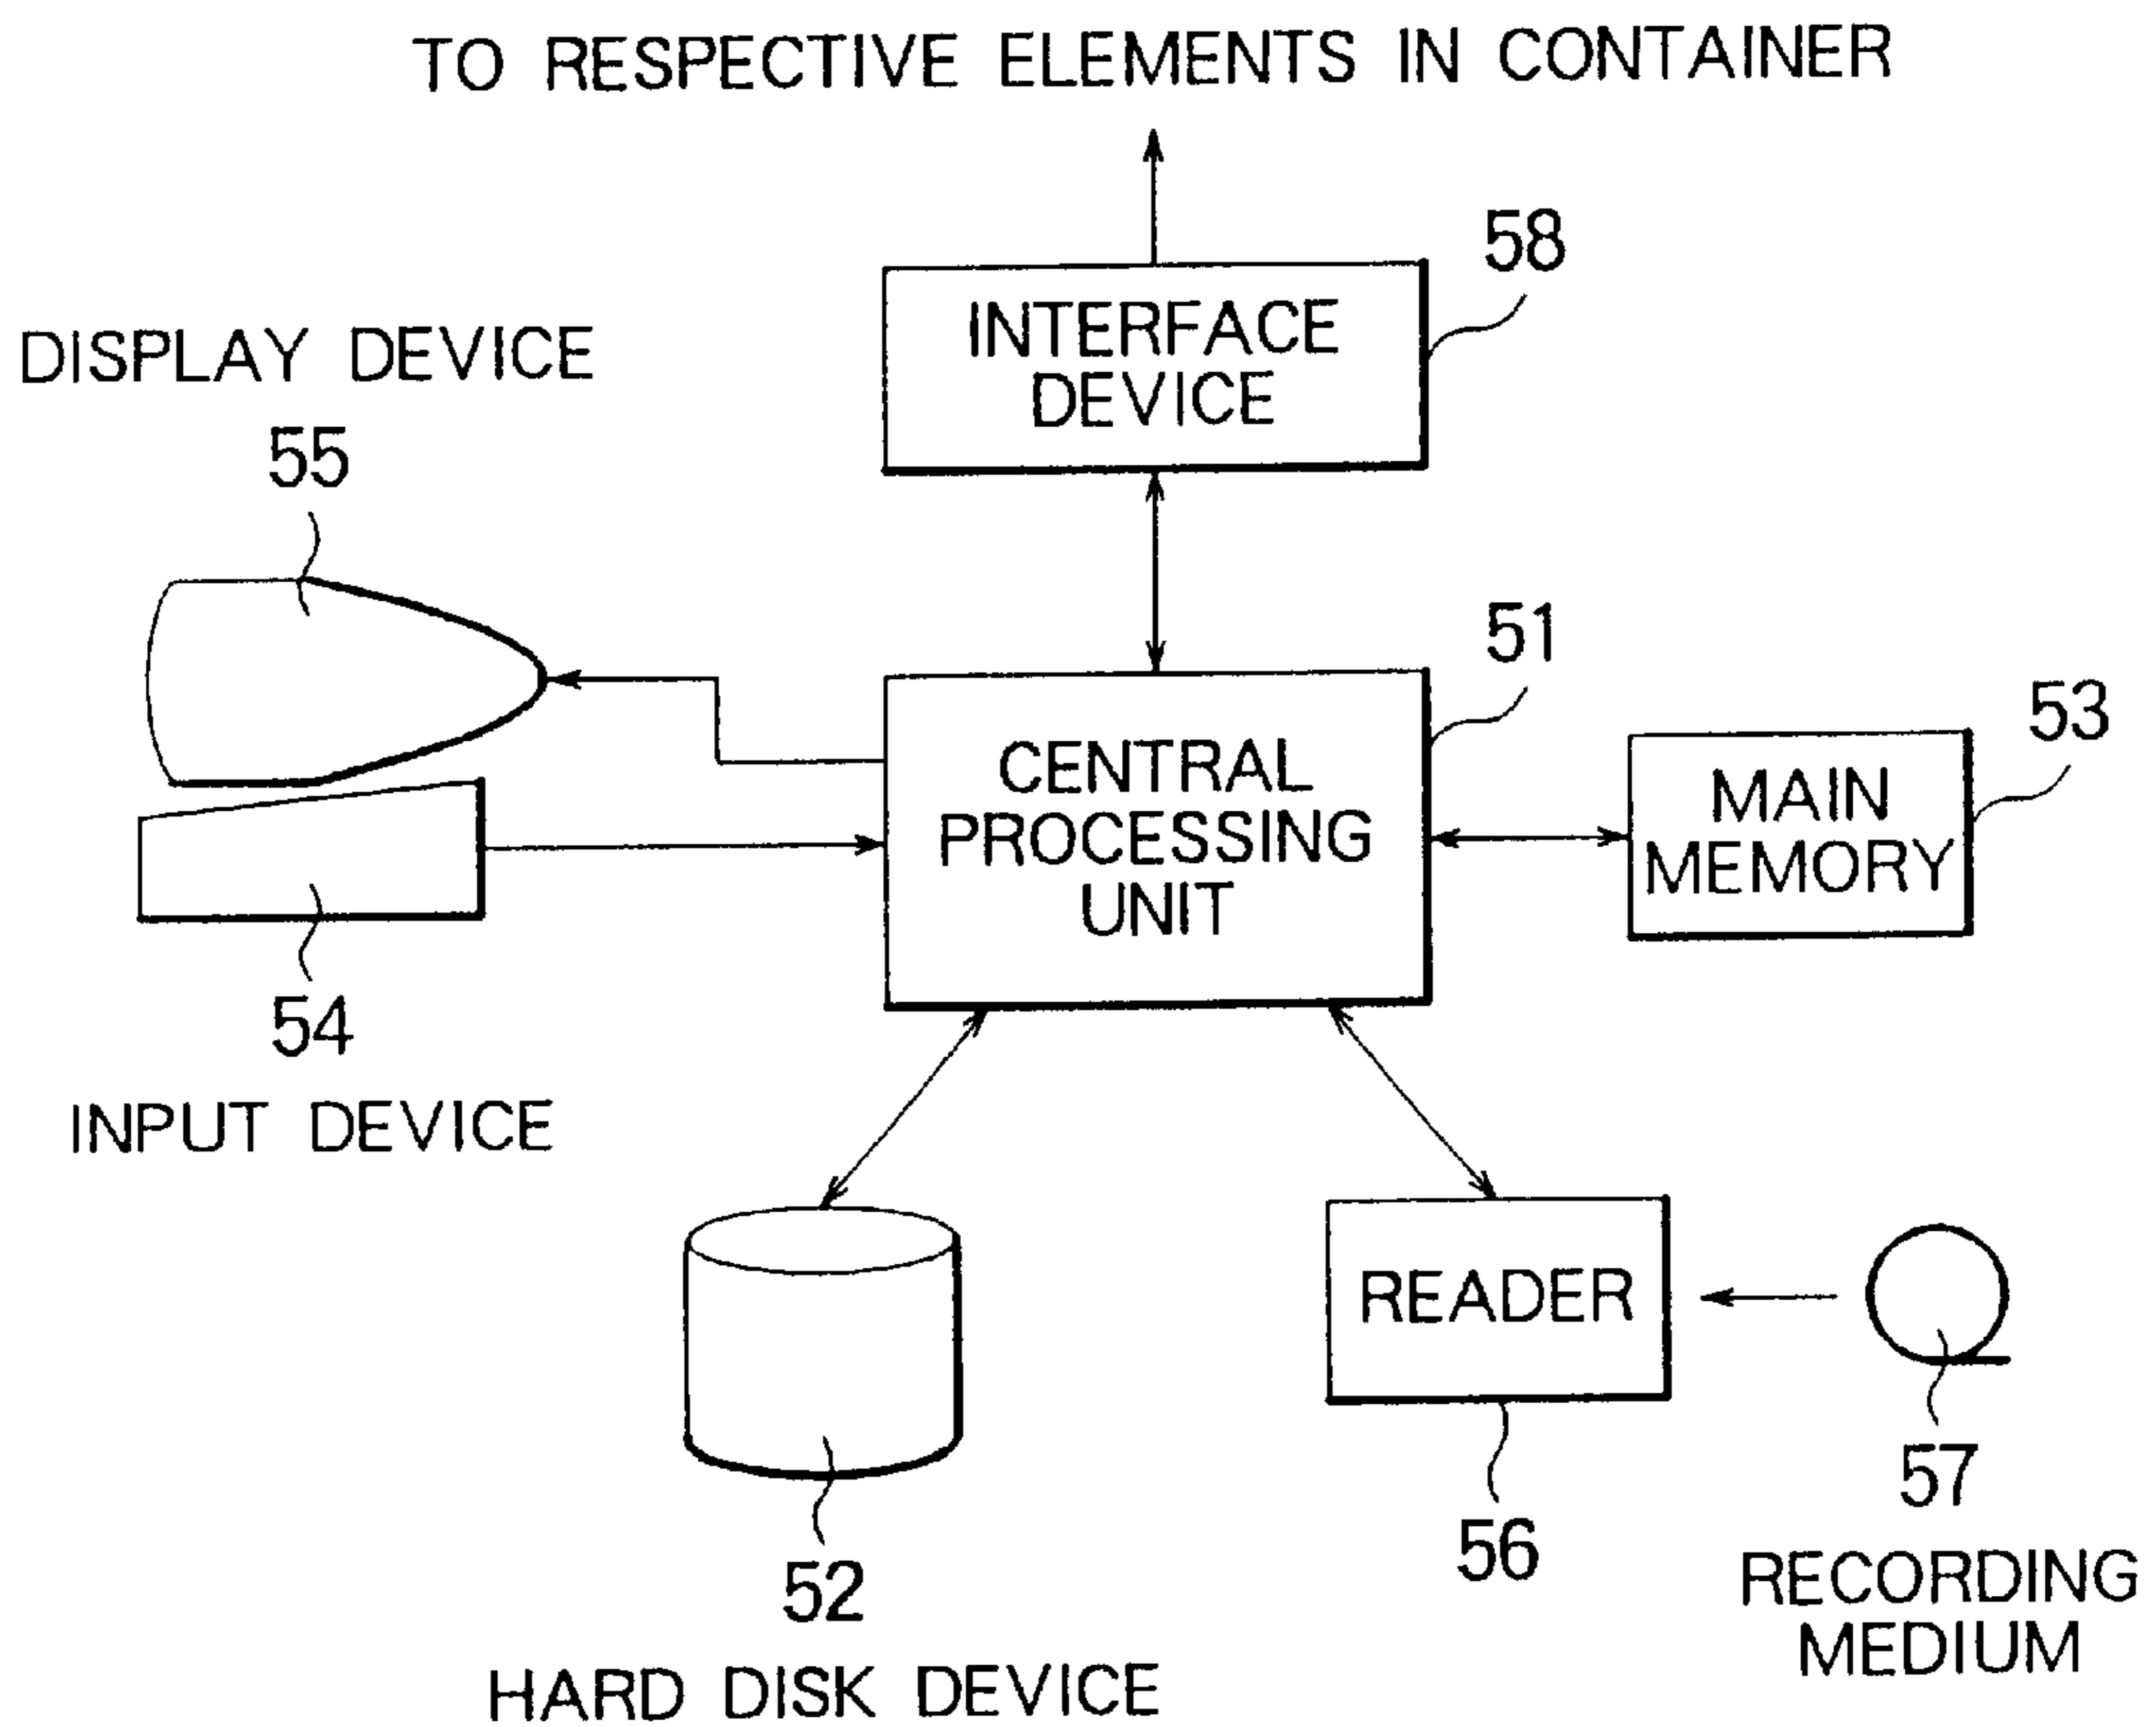 TO RESPECTIVE ELEMENTS IN CONTAINER
58
INTERFACE
DEVICE
DISPLAY DEVICE
55
51
53
CENTRAL
PROCESSING
UNIT
MAIN
MEMORY
54
INPUT DEVICE
READER
57
56
52
RECORDING
MEDIUM
HARD DISK DEVICE